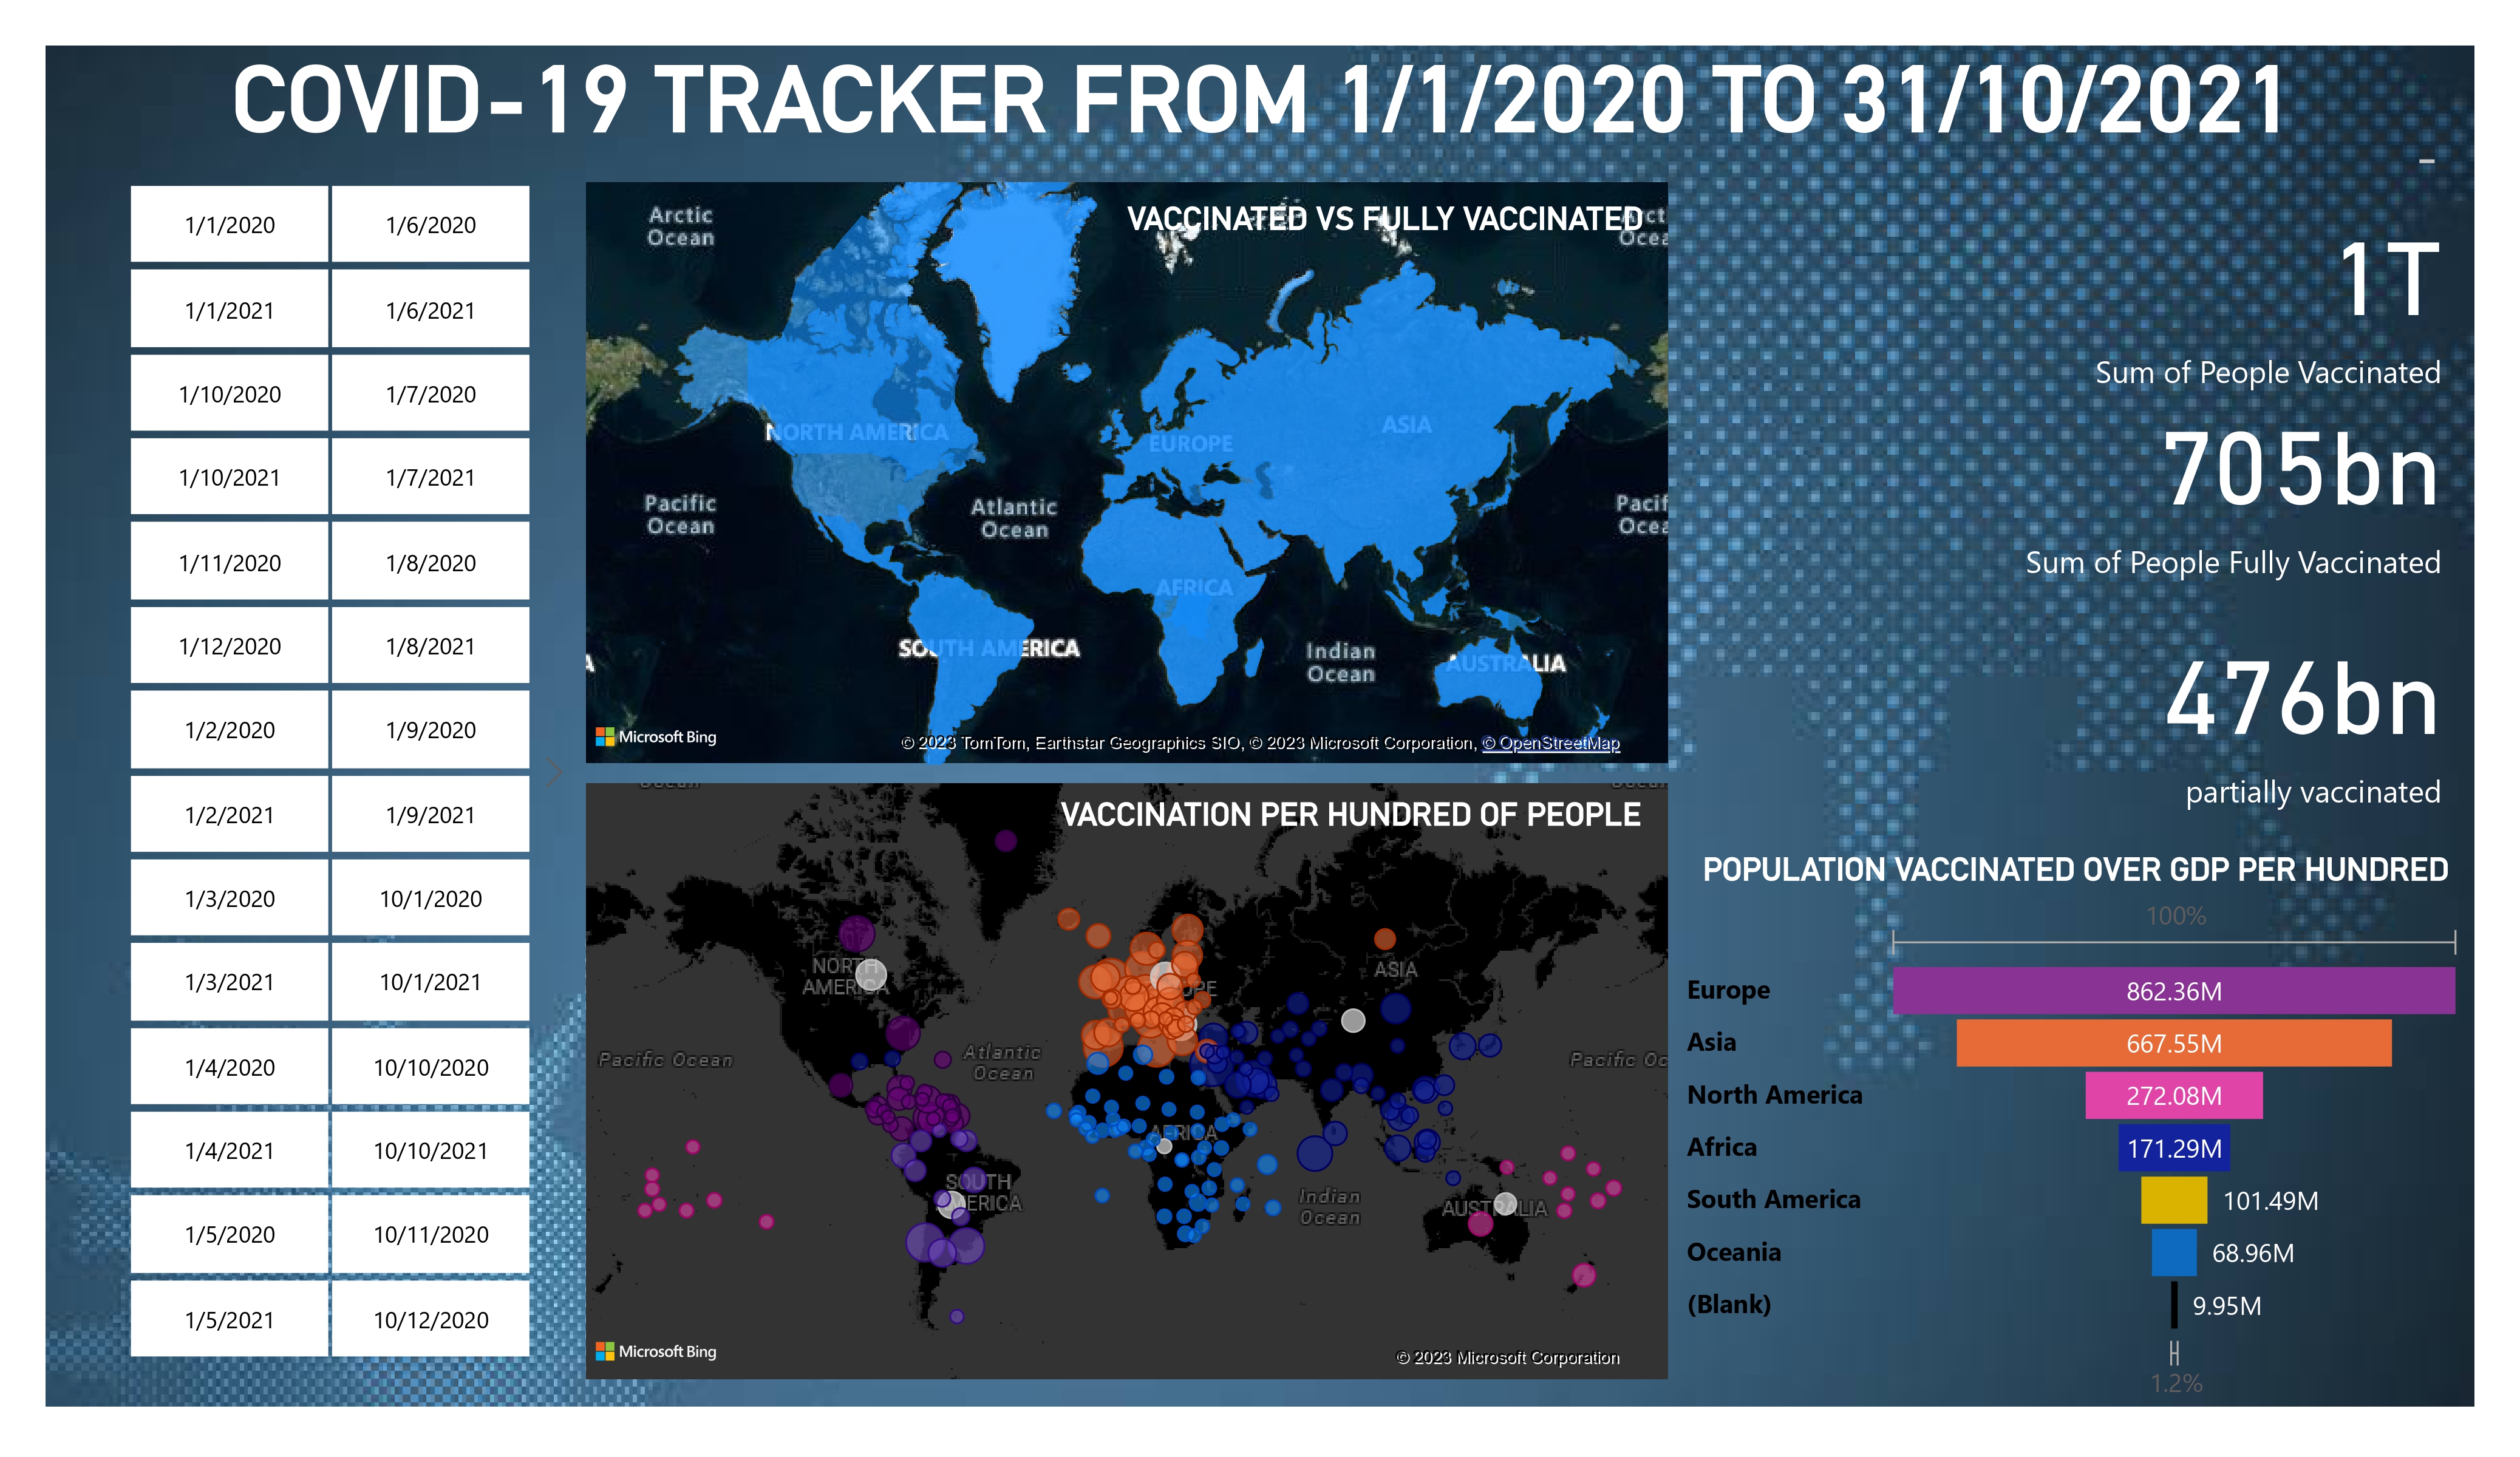 COVID-19 TRACKER FROM 1/1/2020 TO 31/10/2021
1/1/2020 1/6/2020
1/1/2021 1/6/2021
1/10/2020 1/7/2020
1/10/2021 1/7/2021
1/11/2020 1/8/2020
1/12/2020 1/8/2021
1/2/2020 1/9/2020
1/2/2021 1/9/2021
1/3/2020 10/1/2020
1/3/2021 10/1/2021
1/4/2020 10/10/2020
1/4/2021 10/10/2021
1/5/2020 10/11/2020
1/5/2021 10/12/2020
VACCINATED VS FULLY VACCINATED
Arctic
Ocean
NORTH AMERICA
EUROPE
ASIA
Pacific
Ocean
Atlantic
Ocean
AFRICA
SOUTH AMERICA
Indian
Ocean
AUSTRALIA
Microsoft Bing
© 2023 TomTom, Earthstar Geographics SIO, © 2023 Microsoft Corporation, © OpenStreetMap
VACCINATION PER HUNDRED OF PEOPLE
NORTH
AMERICA
ASIA
Pacific Ocean
Atlantic
Ocean
AFRICA
SOUTH
Indian
Ocean
AUSTRALIA
Microsoft Bing
© 2023 Microsoft Corporation
1T
Sum of People Vaccinated
705bn
Sum of People Fully Vaccinated
476bn
partially vaccinated
POPULATION VACCINATED OVER GDP PER HUNDRED
100%
Europe 862.36M
Asia 667.55M
North America 272.08M
Africa 171.29M
South America 101.49M
Oceania 68.96M
(Blank) 9.95M
1.2%